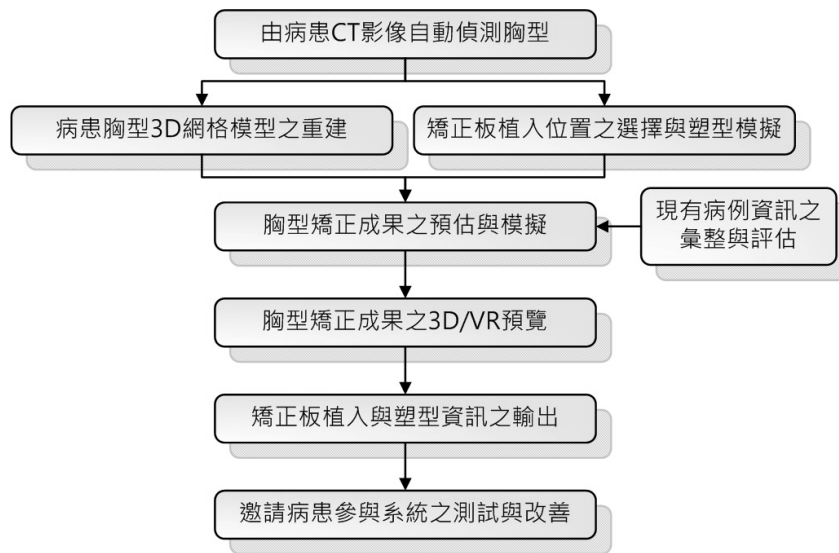 由病患CT影像自動偵測胸型
病患胸型3D網格模型之重建
矯正板植入位置之選擇與塑型模擬
胸型矯正成果之預估與模擬
現有病例資訊之
彙整與評估
胸型矯正成果之3D/VR預覽
矯正板植入與塑型資訊之輸出
邀請病患參與系統之測試與改善